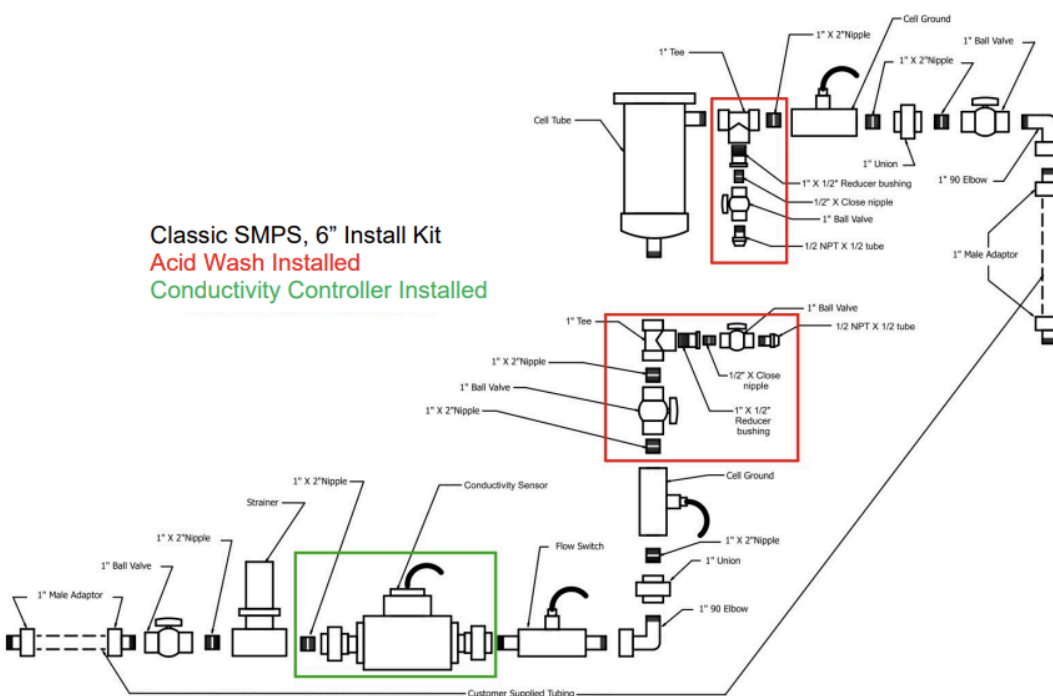 Cell Ground
1" X 2"Nipple
1" Ball Valve
1" Tee
1" X 2"Nipple
Cell Tube
1" Union
1" 90 Elbow
1" X 1/2" Reducer bushing
1/2" X Close nipple
1" Ball Valve
1/2 NPT X 1/2 tube
1" Male Adaptor
Classic SMPS, 6” Install Kit
Acid Wash Installed
Conductivity Controller Installed
1" Ball Valve
1" Tee
1/2 NPT X 1/2 tube
1" X 2"Nipple
1/2" X Close
nipple
1" Ball Valve
1" X 2"Nipple
1" X 1/2"
Reducer
bushing
Cell Ground
1" X 2"Nipple
Conductivity Sensor
Strainer
1" X 2"Nipple
1" X 2"Nipple
Flow Switch
1" Union
1" Ball Valve
1" Male Adaptor
1" 90 Elbow
Customer Supplied Tubing